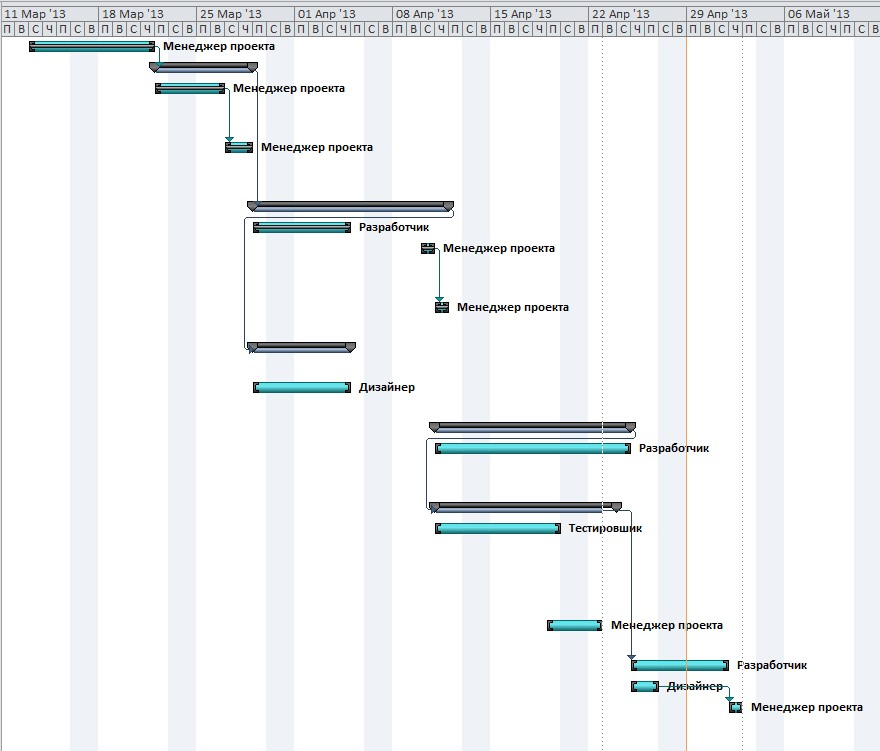 11 Мар '13 18 Мар '13 25 Мар '13 01 Апр '13 08 Апр '13 15 Апр '13 22 Апр '13 29 Апр '13 06 Май '13
П В С Ч П С В П В С Ч П С В П В С Ч П С В П В С Ч П С В П В С Ч П С В П В С Ч П С В П В С Ч П С В П В С Ч П С В П В С Ч П С В
Менеджер проекта
Менеджер проекта
Менеджер проекта
Разработчик
Менеджер проекта
Менеджер проекта
Дизайнер
Разработчик
Тестировшик
Менеджер проекта
Разработчик
Дизайнер
Менеджер проекта